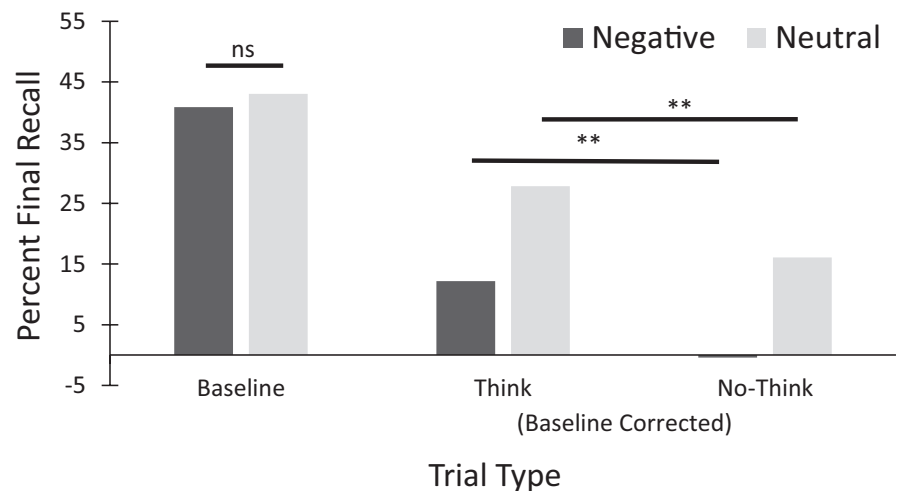 Percent Final Recall
55
45
35
25
15
5
-5
Negative
Neutral
ns
**
**
Baseline
Think
No-Think
(Baseline Corrected)
Trial Type